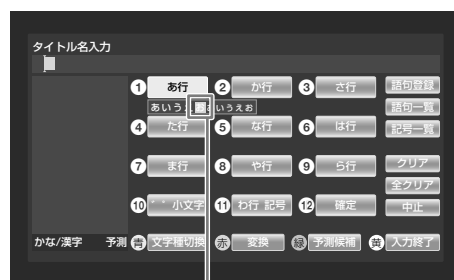 タイトル名入力
① あ行 ② か行 ③ さ行 語句登録
あいうえおぁぃぅぇぉ 語句一覧
④ た行 ⑤ な行 ⑥ は行 記号一覧
⑦ ま行 ⑧ や行 ⑨ ら行 クリア
全クリア
⑩ ゛゜小文字 ⑪ わ行 記号 ⑫ 確定 中止
かな/漢字 予測 青 文字種切換 赤 変換 緑 予測候補 黄 入力終了